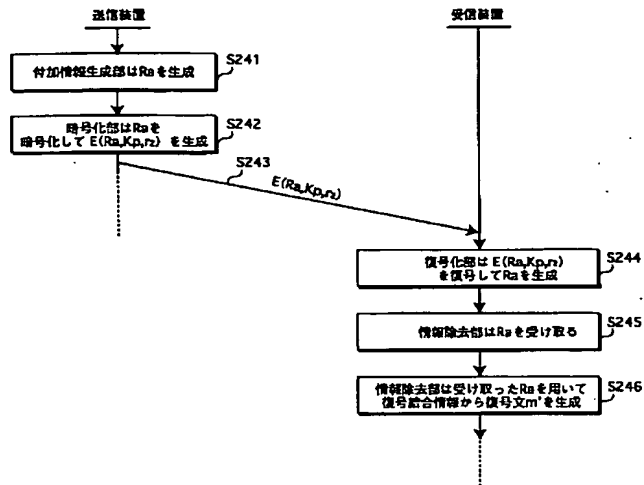 送信装置
受信装置
付加情報生成部はRaを生成
S241
暗号化部はRaを
暗号化して E(Ra,Kp,r₂) を生成
S242
S243
E(Ra,Kp,r₂)
復号化部は E(Ra,Kp,r₂)
を復号してRaを生成
S244
情報除去部はRaを受け取る
S245
情報除去部は受け取ったRaを用いて
復号結合情報から復号文m'を生成
S246